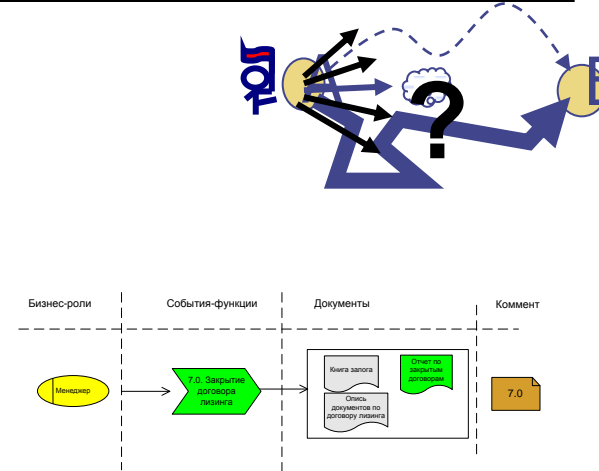 ?
Бизнес-роли
События-функции
Документы
Коммент
Менеджер
7.0. Закрытие
договора
лизинга
Книга залога
Отчет по
закрытым
договорам
Опись
документов по
договору лизинга
7.0